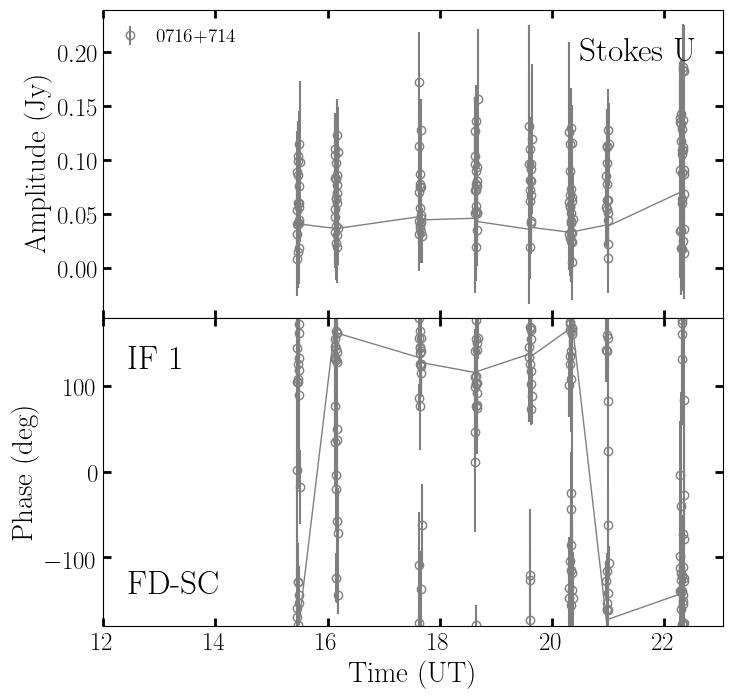 0716+714
Stokes U
0.20
0.15
0.10
0.05
0.00
Amplitude (Jy)
IF 1
100
0
−100
Phase (deg)
FD-SC
12 14 16 18 20 22
Time (UT)